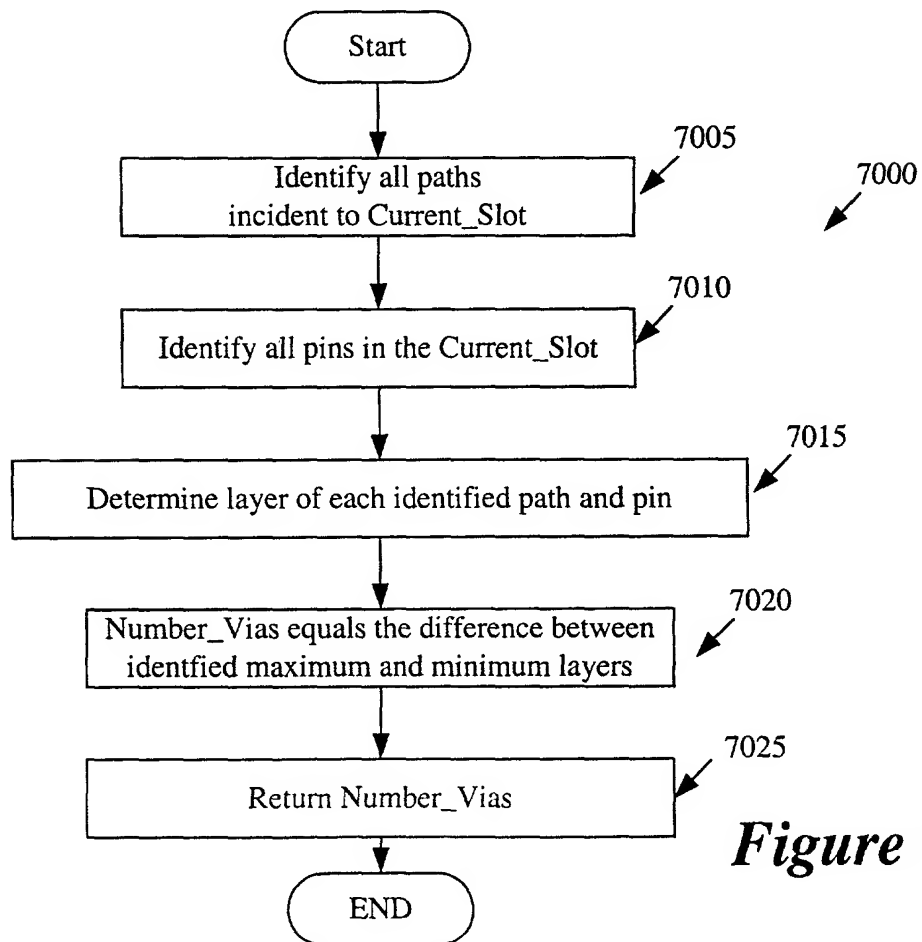 Start
7005
Identify all paths
incident to Current_Slot
7000
7010
Identify all pins in the Current_Slot
7015
Determine layer of each identified path and pin
7020
Number_Vias equals the difference between
identfied maximum and minimum layers
7025
Return Number_Vias
Figure
END